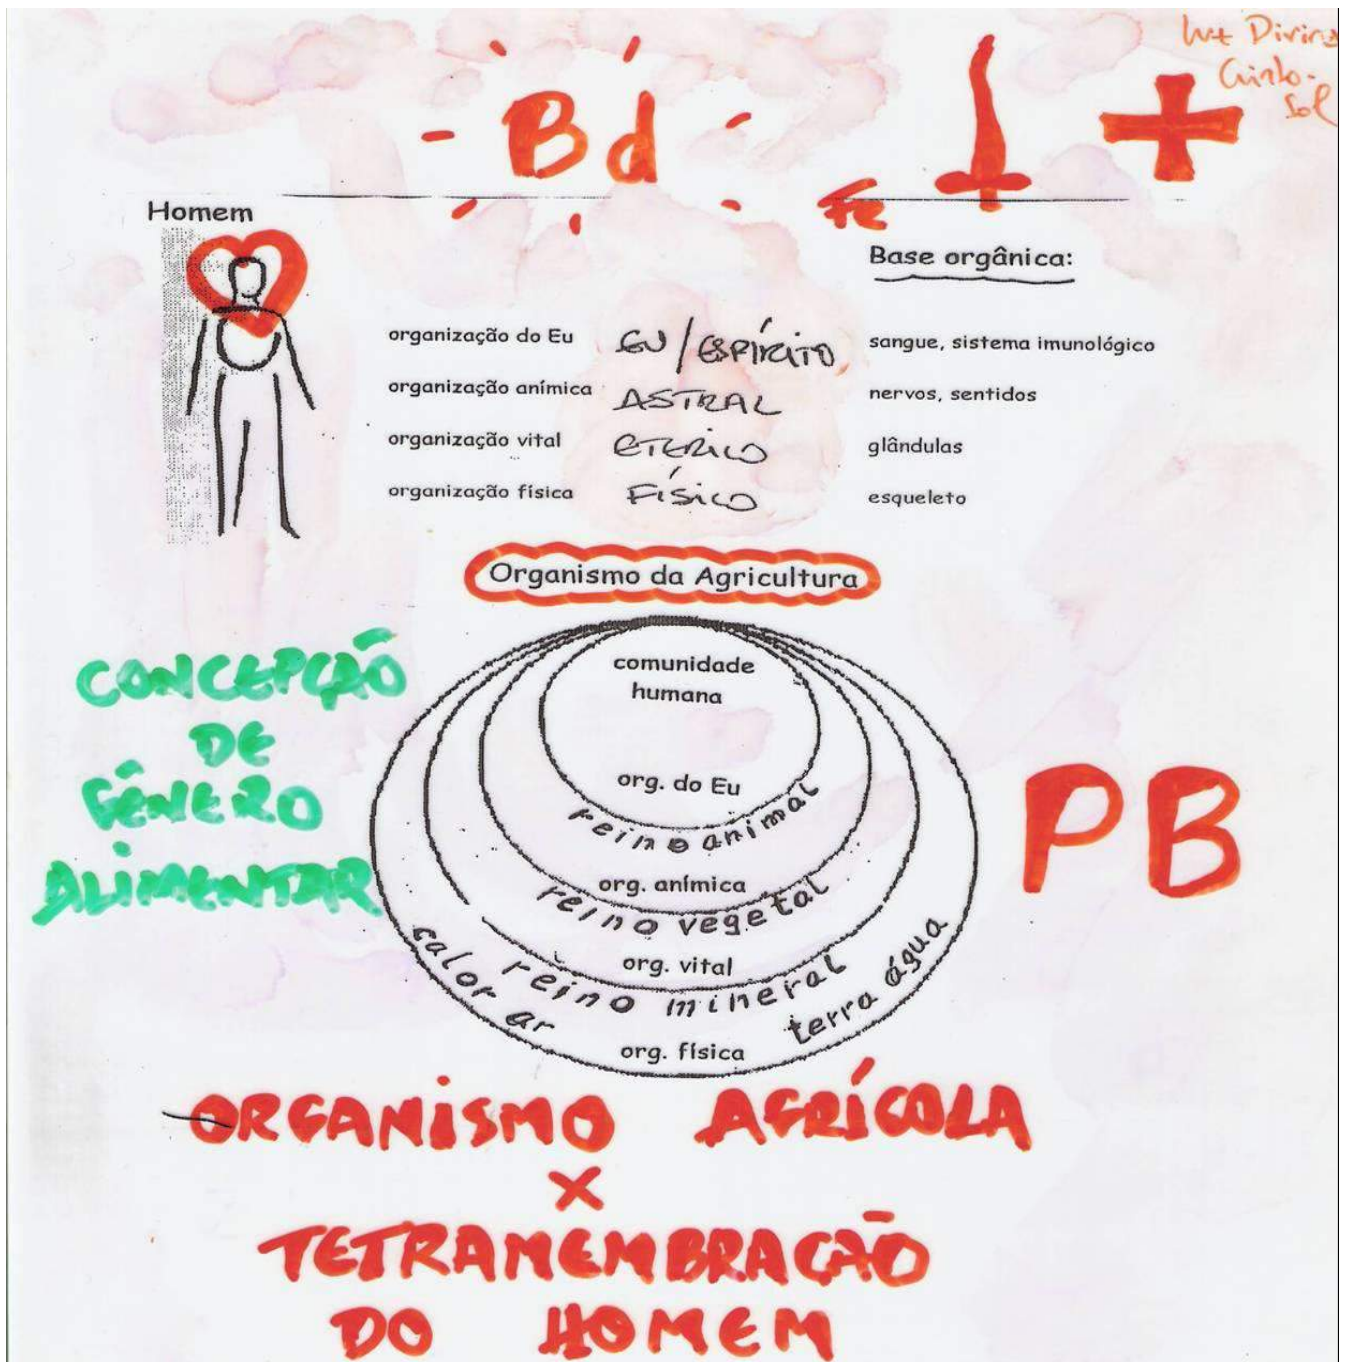 Luz Divina
Cristo-
Sol
Bd
Fe
Homem
Base orgânica:
organização do Eu EU/ESPÍRITO sangue, sistema imunológico
organização anímica ASTRAL nervos, sentidos
organização vital ETERICO glândulas
organização física FÍSICO esqueleto
Organismo da Agricultura
CONCEPÇÃO
DE
GÊNERO
ALIMENTAR
comunidade
humana
org. do Eu
reino animal
org. anímica
reino vegetal
org. vital
reino mineral
calor ar
terra água
org. física
PB
ORGANISMO AGRÍCOLA
X
TETRAMEMBRAÇÃO
DO HOMEM